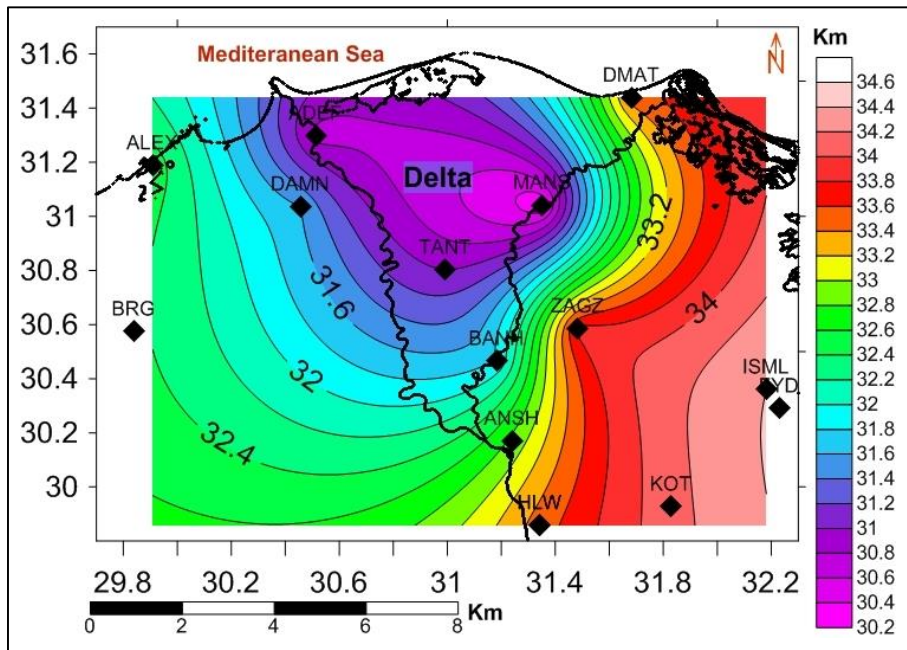 Mediteranean Sea
N
Km
31.6
31.4
31.2
31
30.8
30.6
30.4
30.2
30
DMAT
ALEX
DAMN
Delta
MANS
TANT
33.2
31.6
BRG
ZAGZ
34
BANH
32
ISML
ANSH
32.4
KOT
HLW
29.8 30.2 30.6 31 31.4 31.8 32.2
Km
0 2 4 6 8
34.6
34.4
34.2
34
33.8
33.6
33.4
33.2
33
32.8
32.6
32.4
32.2
32
31.8
31.6
31.4
31.2
31
30.8
30.6
30.4
30.2